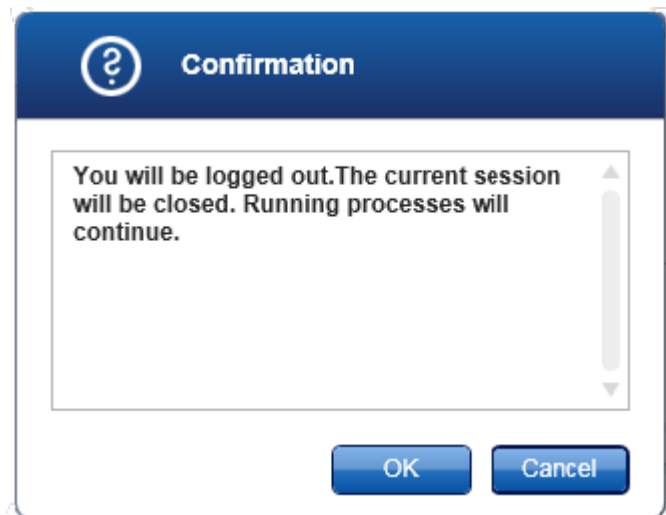 Confirmation
You will be logged out.The current session
will be closed. Running processes will
continue.
OK
Cancel